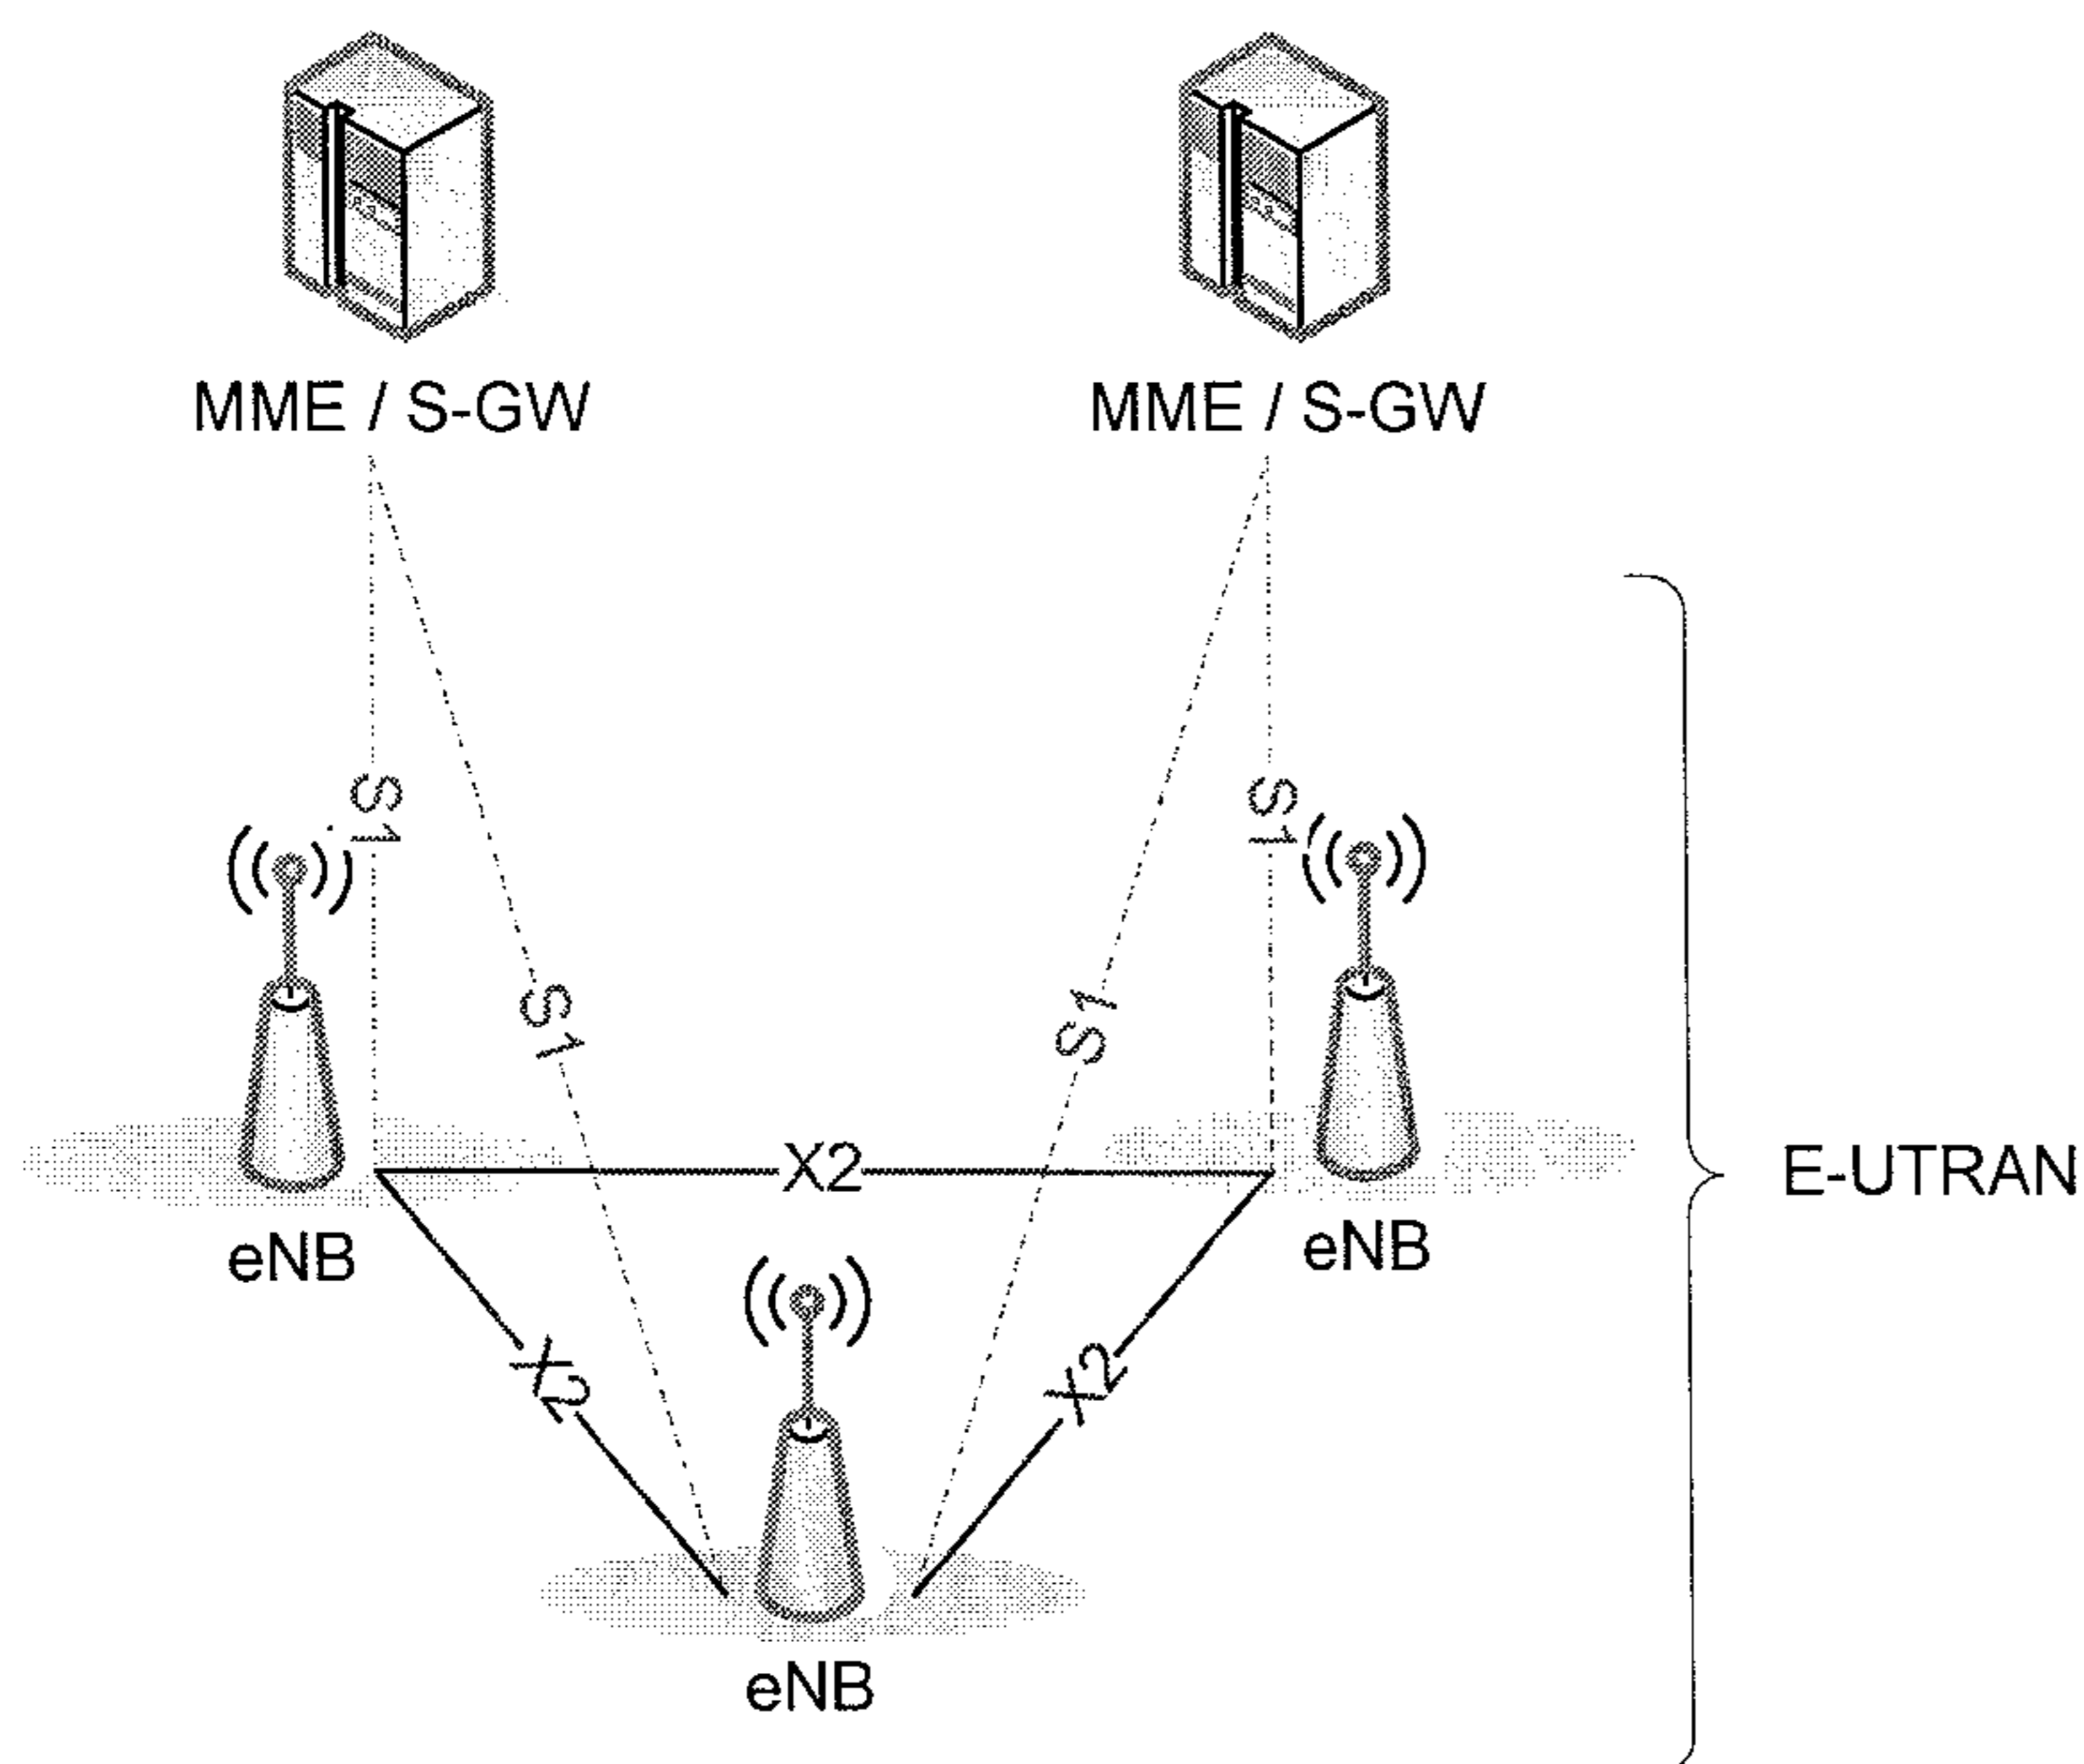 MME / S-GW
MME / S-GW
S1
S1
S1
S1
X2
E-UTRAN
eNB
eNB
X2
X2
eNB